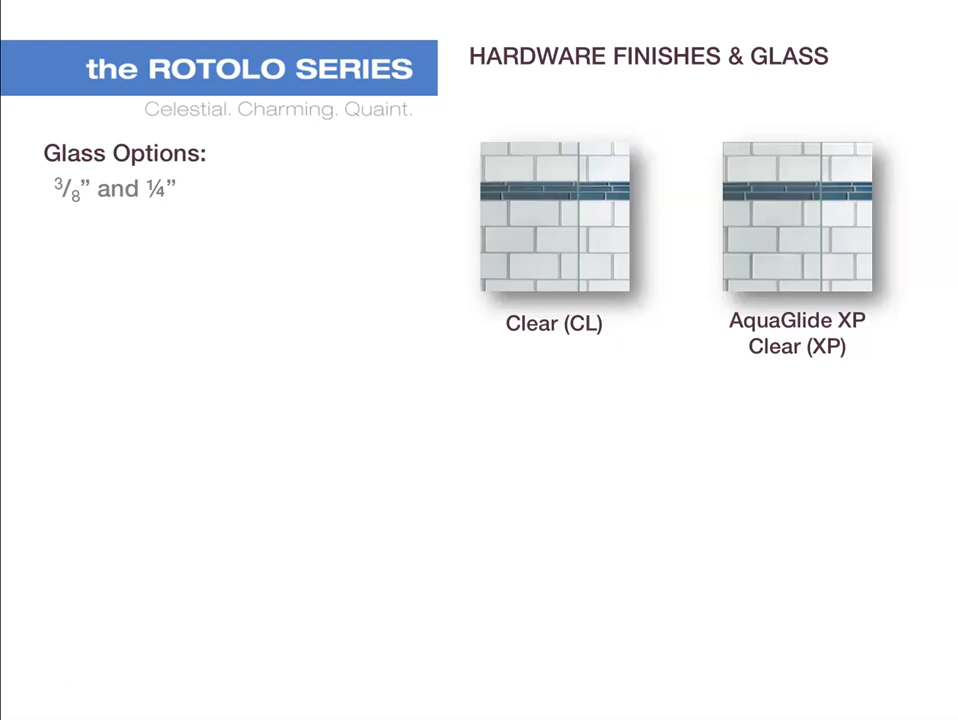 the ROTOLO SERIES
Celestial. Charming. Quaint.
HARDWARE FINISHES & GLASS
Glass Options:
3/8” and ¼”
Clear (CL)
AquaGlide XP
Clear (XP)